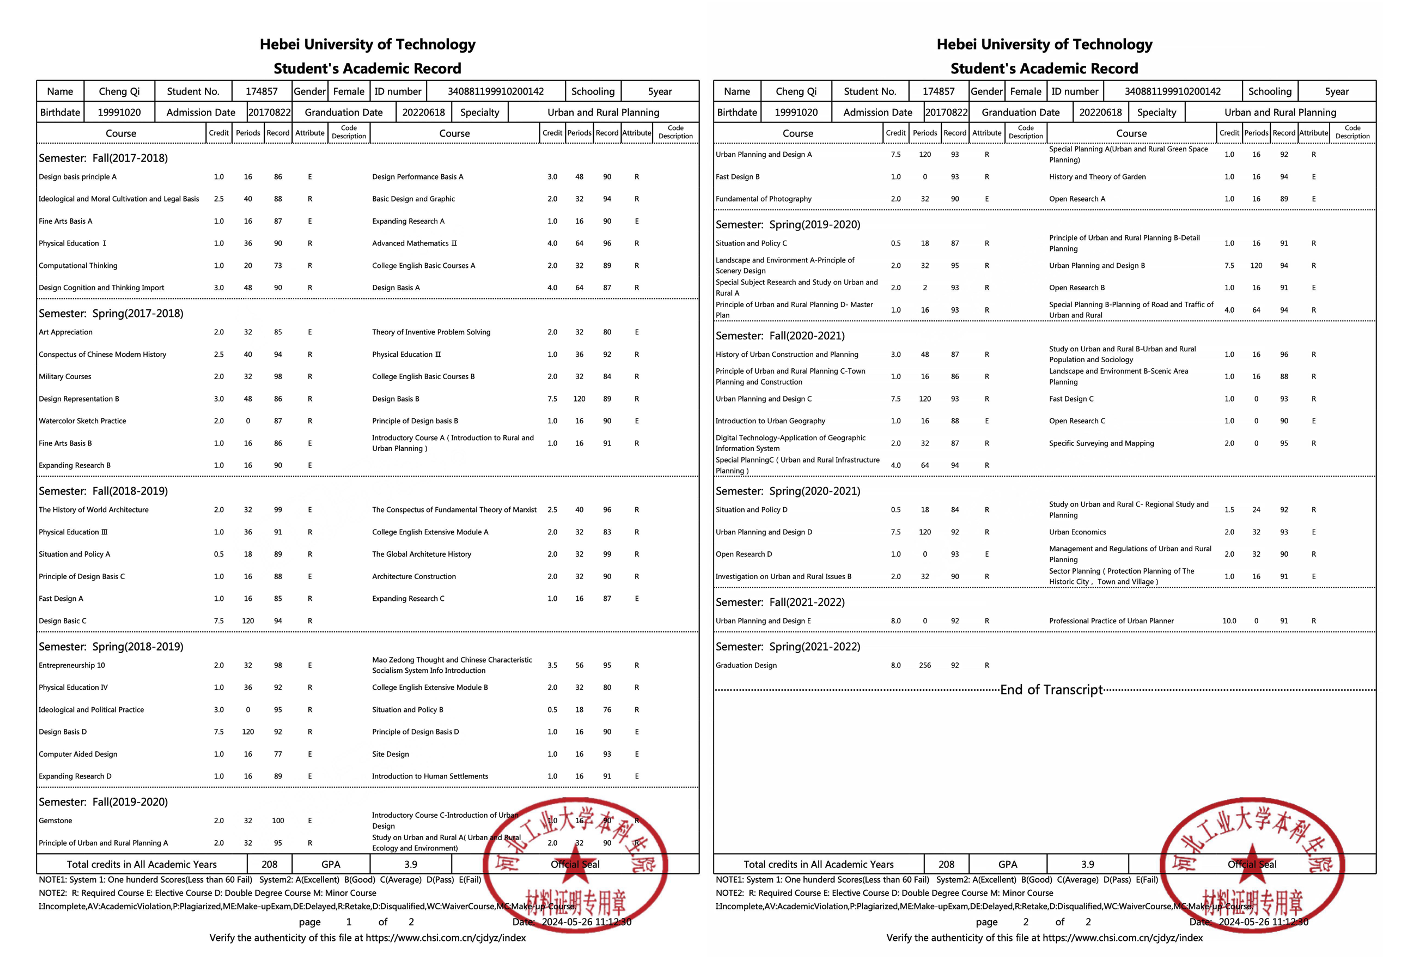 Hebei University of Technology
Student's Academic Record
Name Cheng Qi Student No. 174857 Gender Female ID number 340881199910200142 Schooling 5year
Birthdate 19991020 Admission Date 20170822 Granduation Date 20220618 Specialty Urban and Rural Planning
Course Credit Periods Record Attribute Code Description Course Credit Periods Record Attribute Code Description
Semester: Fall(2017-2018)
Design basis principle A 1.0 16 86 E Design Performance Basis A 3.0 48 90 R
Ideological and Moral Cultivation and Legal Basis 2.5 40 88 R Basic Design and Graphic 2.0 32 94 R
Fine Arts Basis A 1.0 16 87 E Expanding Research A 1.0 16 90 E
Physical Education Ⅰ 1.0 36 90 R Advanced Mathematics Ⅱ 4.0 64 96 R
Computational Thinking 1.0 20 73 R College English Basic Courses A 2.0 32 89 R
Design Cognition and Thinking Import 3.0 48 90 R Design Basis A 4.0 64 87 R
Semester: Spring(2017-2018)
Art Appreciation 2.0 32 85 E Theory of Inventive Problem Solving 2.0 32 80 E
Conspectus of Chinese Modern History 2.5 40 94 R Physical Education Ⅱ 1.0 36 92 R
Military Courses 2.0 32 98 R College English Basic Courses B 2.0 32 84 R
Design Representation B 3.0 48 86 R Design Basis B 7.5 120 89 R
Watercolor Sketch Practice 2.0 0 87 R Principle of Design basis B 1.0 16 90 E
Fine Arts Basis B 1.0 16 86 E Introductory Course A ( Introduction to Rural and Urban Planning ) 1.0 16 91 R
Expanding Research B 1.0 16 90 E
Semester: Fall(2018-2019)
The History of World Architecture 2.0 32 99 E The Conspectus of Fundamental Theory of Marxist 2.5 40 96 R
Physical Education Ⅲ 1.0 36 91 R College English Extensive Module A 2.0 32 83 R
Situation and Policy A 0.5 18 89 R The Global Architeture History 2.0 32 99 R
Principle of Design Basis C 1.0 16 88 E Architecture Construction 2.0 32 90 R
Fast Design A 1.0 16 85 R Expanding Research C 1.0 16 87 E
Design Basic C 7.5 120 94 R
Semester: Spring(2018-2019)
Entrepreneurship 10 2.0 32 98 E Mao Zedong Thought and Chinese Characteristic Socialism System Info Introduction 3.5 56 95 R
Physical Education Ⅳ 1.0 36 92 R College English Extensive Module B 2.0 32 80 R
Ideological and Political Practice 3.0 0 95 R Situation and Policy B 0.5 18 76 R
Design Basis D 7.5 120 92 R Principle of Design Basis D 1.0 16 90 E
Computer Aided Design 1.0 16 77 E Site Design 1.0 16 93 E
Expanding Research D 1.0 16 89 E Introduction to Human Settlements 1.0 16 91 E
Semester: Fall(2019-2020)
Gemstone 2.0 32 100 E Introductory Course C-Introduction of Urban Design 1.0 16 90 R
Principle of Urban and Rural Planning A 2.0 32 95 R Study on Urban and Rural A( Urban and Rural Ecology and Environment) 2.0 32 90 R
Total credits in All Academic Years 208 GPA 3.9 Offcial Seal
NOTE1: System 1: One hunderd Scores(Less than 60 Fail) System2: A(Excellent) B(Good) C(Average) D(Pass) E(Fail)
NOTE2: R: Required Course E: Elective Course D: Double Degree Course M: Minor Course
I:Incomplete,AV:AcademicViolation,P:Plagiarized,ME:Make-upExam,DE:Delayed,R:Retake,D:Disqualified,WC:WaiverCourse,MC:Make-up Course,
page 1 of 2 Date: 2024-05-26 11:12:30
Verify the authenticity of this file at https://www.chsi.com.cn/cjdyz/index
河北工业大学本科生院
材料证明专用章
Hebei University of Technology
Student's Academic Record
Name Cheng Qi Student No. 174857 Gender Female ID number 340881199910200142 Schooling 5year
Birthdate 19991020 Admission Date 20170822 Granduation Date 20220618 Specialty Urban and Rural Planning
Course Credit Periods Record Attribute Code Description Course Credit Periods Record Attribute Code Description
Urban Planning and Design A 7.5 120 93 R Special Planning A(Urban and Rural Green Space Planning) 1.0 16 92 R
Fast Design B 1.0 0 93 R History and Theory of Garden 1.0 16 94 E
Fundamental of Photography 2.0 32 90 E Open Research A 1.0 16 89 E
Semester: Spring(2019-2020)
Situation and Policy C 0.5 18 87 R Principle of Urban and Rural Planning B-Detail Planning 1.0 16 91 R
Landscape and Environment A-Principle of Scenery Design 2.0 32 95 R Urban Planning and Design B 7.5 120 94 R
Special Subject Research and Study on Urban and Rural A 2.0 2 93 R Open Research B 1.0 16 91 E
Principle of Urban and Rural Planning D- Master Plan 1.0 16 93 R Special Planning B-Planning of Road and Traffic of Urban and Rural 4.0 64 94 R
Semester: Fall(2020-2021)
History of Urban Construction and Planning 3.0 48 87 R Study on Urban and Rural B-Urban and Rural Population and Sociology 1.0 16 96 R
Principle of Urban and Rural Planning C-Town Planning and Construction 1.0 16 86 R Landscape and Environment B-Scenic Area Planning 1.0 16 88 R
Urban Planning and Design C 7.5 120 93 R Fast Design C 1.0 0 93 R
Introduction to Urban Geography 1.0 16 88 E Open Research C 1.0 0 90 E
Digital Technology-Application of Geographic Information System 2.0 32 87 R Specific Surveying and Mapping 2.0 0 95 R
Special PlanningC ( Urban and Rural Infrastructure Planning ) 4.0 64 94 R
Semester: Spring(2020-2021)
Situation and Policy D 0.5 18 84 R Study on Urban and Rural C- Regional Study and Planning 1.5 24 92 R
Urban Planning and Design D 7.5 120 92 R Urban Economics 2.0 32 93 E
Open Research D 1.0 0 93 E Management and Regulations of Urban and Rural Planning 2.0 32 90 R
Investigation on Urban and Rural Issues B 2.0 32 90 R Sector Planning ( Protection Planning of The Historic City , Town and Village ) 1.0 16 91 E
Semester: Fall(2021-2022)
Urban Planning and Design E 8.0 0 92 R Professional Practice of Urban Planner 10.0 0 91 R
Semester: Spring(2021-2022)
Graduation Design 8.0 256 92 R
End of Transcript
Total credits in All Academic Years 208 GPA 3.9 Offcial Seal
NOTE1: System 1: One hunderd Scores(Less than 60 Fail) System2: A(Excellent) B(Good) C(Average) D(Pass) E(Fail)
NOTE2: R: Required Course E: Elective Course D: Double Degree Course M: Minor Course
I:Incomplete,AV:AcademicViolation,P:Plagiarized,ME:Make-upExam,DE:Delayed,R:Retake,D:Disqualified,WC:WaiverCourse,MC:Make-up Course,
page 2 of 2 Date: 2024-05-26 11:12:30
Verify the authenticity of this file at https://www.chsi.com.cn/cjdyz/index
河北工业大学本科生院
材料证明专用章